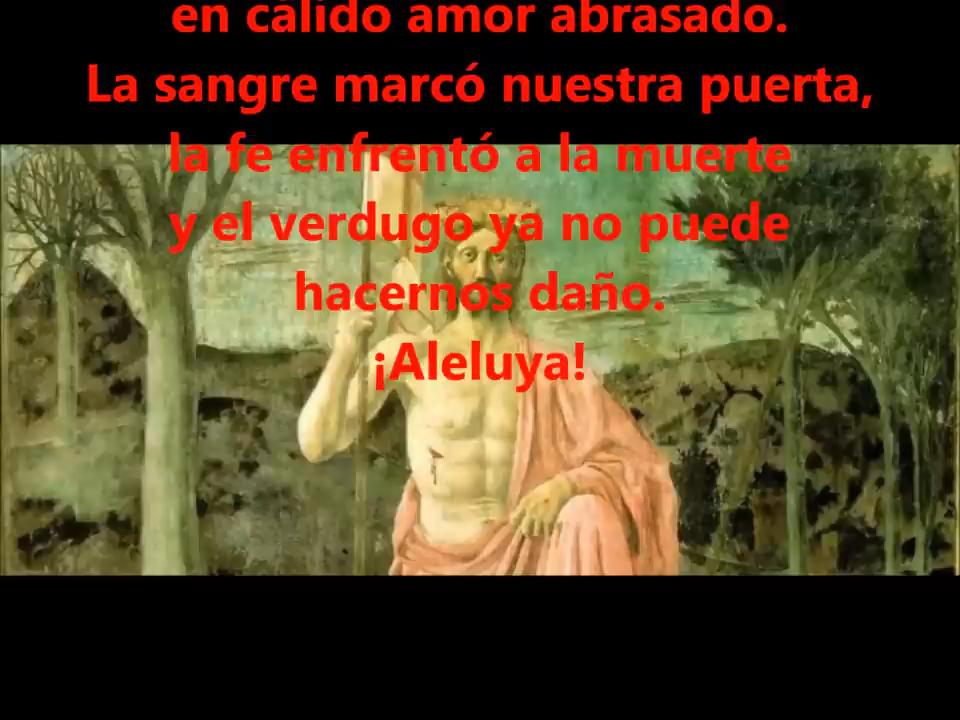 en cálido amor abrasado.
La sangre marcó nuestra puerta,
la fe enfrentó a la muerte
y el verdugo ya no puede
hacernos daño.
¡Aleluya!